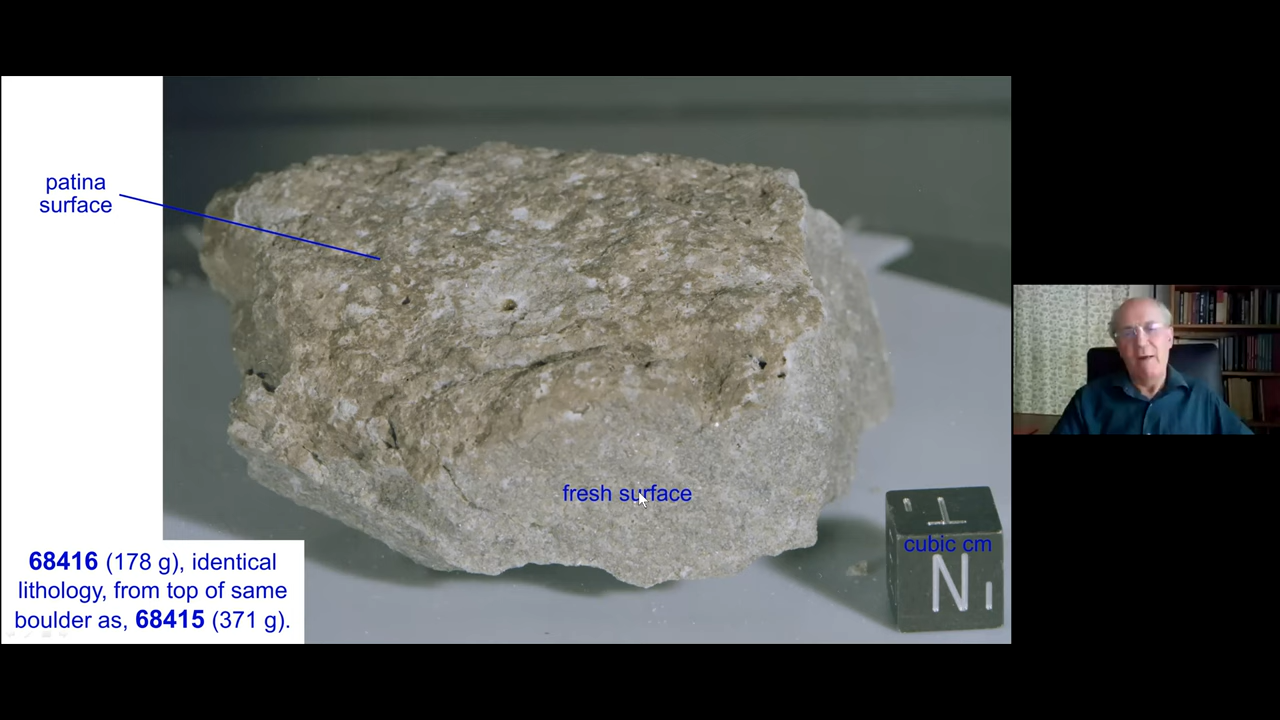 patina
surface
fresh surface
cubic cm
N
68416 (178 g), identical
lithology, from top of same
boulder as, 68415 (371 g).